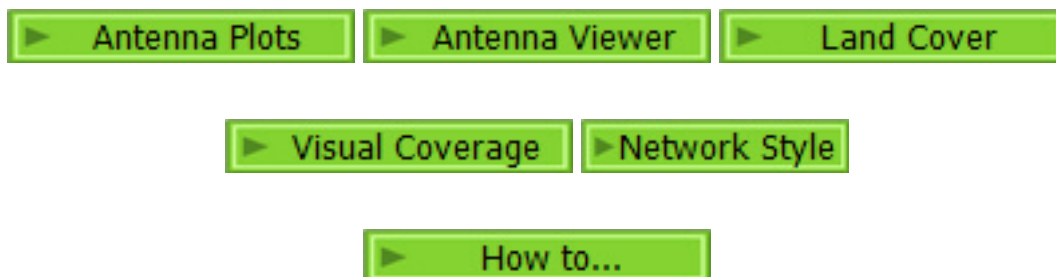 Antenna Plots Antenna Viewer Land Cover
Visual Coverage Network Style
How to...